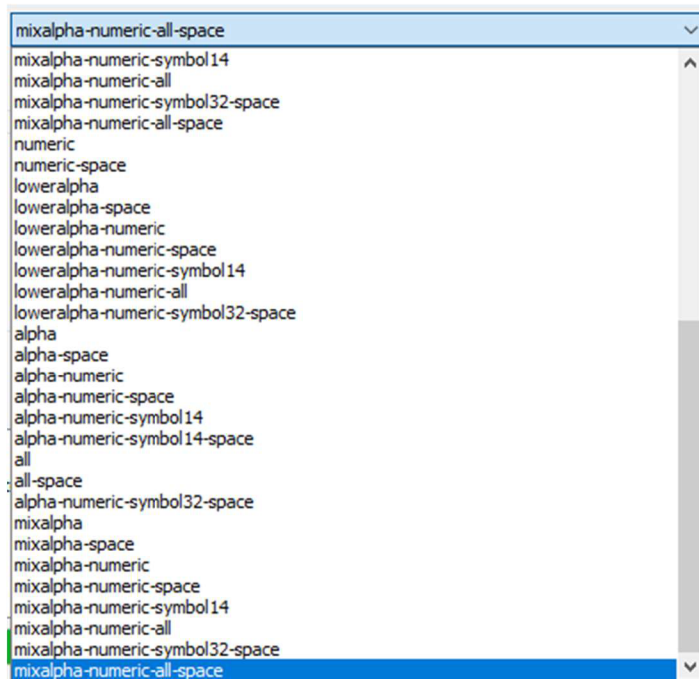 mixalpha-numeric-all-space
mixalpha-numeric-symbol14
mixalpha-numeric-all
mixalpha-numeric-symbol32-space
mixalpha-numeric-all-space
numeric
numeric-space
loweralpha
loweralpha-space
loweralpha-numeric
loweralpha-numeric-space
loweralpha-numeric-symbol14
loweralpha-numeric-all
loweralpha-numeric-symbol32-space
alpha
alpha-space
alpha-numeric
alpha-numeric-space
alpha-numeric-symbol14
alpha-numeric-symbol14-space
all
all-space
alpha-numeric-symbol32-space
mixalpha
mixalpha-space
mixalpha-numeric
mixalpha-numeric-space
mixalpha-numeric-symbol14
mixalpha-numeric-all
mixalpha-numeric-symbol32-space
mixalpha-numeric-all-space